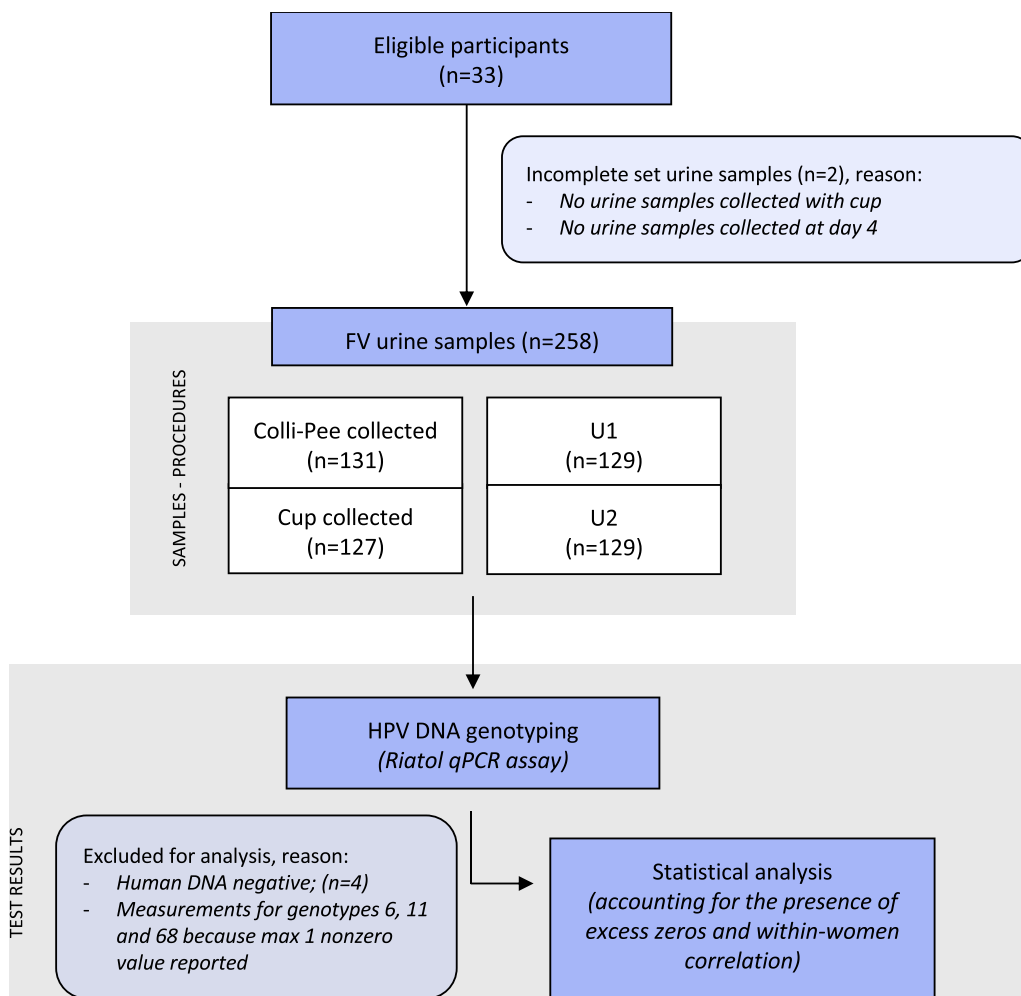 Eligible participants
(n=33)
Incomplete set urine samples (n=2), reason:
- No urine samples collected with cup
- No urine samples collected at day 4
FV urine samples (n=258)
SAMPLES - PROCEDURES
Colli-Pee collected
(n=131)
U1
(n=129)
Cup collected
(n=127)
U2
(n=129)
HPV DNA genotyping
(Riatol qPCR assay)
TEST RESULTS
Excluded for analysis, reason:
- Human DNA negative; (n=4)
- Measurements for genotypes 6, 11
and 68 because max 1 nonzero
value reported
Statistical analysis
(accounting for the presence of
excess zeros and within-women
correlation)